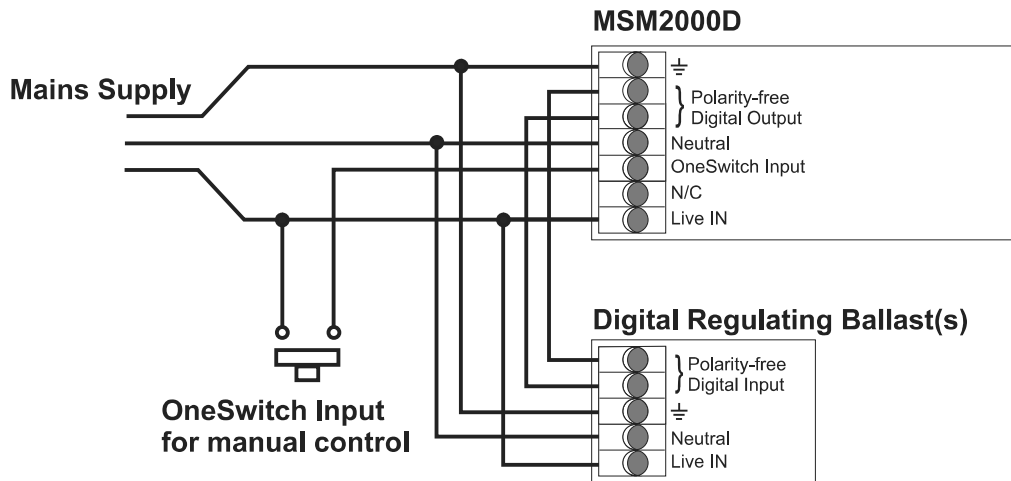 MSM2000D
Mains Supply
Polarity-free
Digital Output
Neutral
OneSwitch Input
N/C
Live IN
Digital Regulating Ballast(s)
Polarity-free
Digital Input
Neutral
Live IN
OneSwitch Input
for manual control